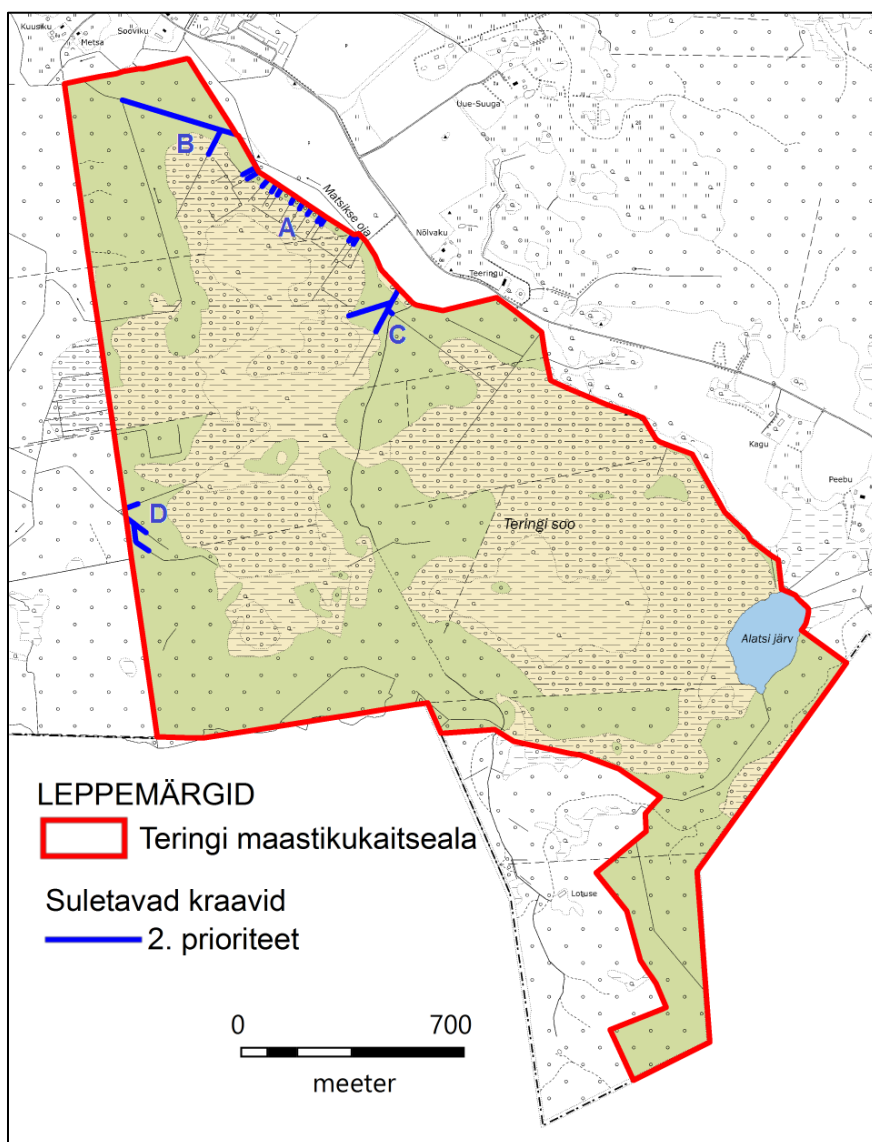 Kuusiku
Sooviku
Metsa
Uue-Suuga
B
Matsikse oja
A
Nõlvaku
Teeringu
C
Kagu
Peebu
D
Teringi soo
Alatsi järv
LEPPEMÄRGID
Teringi maastikukaitseala
Suletavad kraavid
2. prioriteet
Lotuse
0 700
meeter